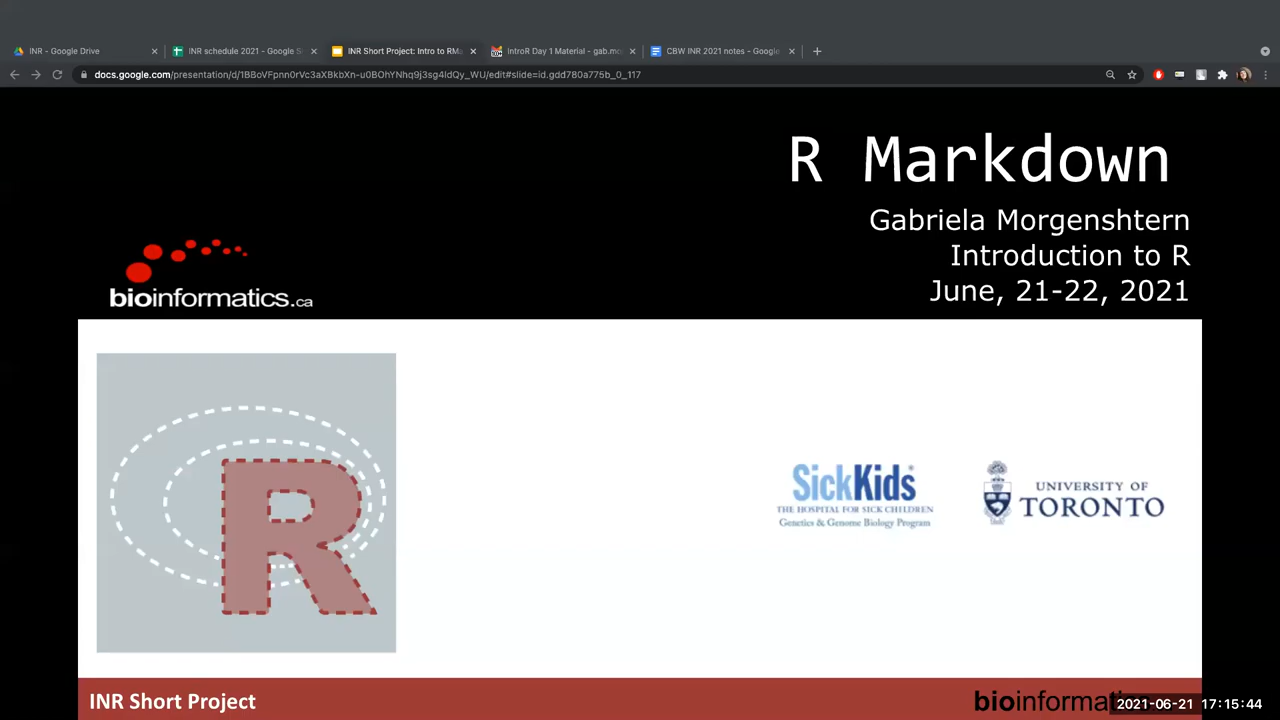 INR - Google Drive
INR schedule 2021 - Google S
INR Short Project: Intro to RMa
IntroR Day 1 Material - gab.mo
CBW INR 2021 notes - Google
docs.google.com/presentation/d/1BBoVFpnn0rVc3aXBkbXn-u0BOhYNhq9j3sg4ldQy_WU/edit#slide=id.gdd780a775b_0_117
R Markdown
Gabriela Morgenshtern
Introduction to R
June, 21-22, 2021
bioinformatics.ca
R
SickKids
THE HOSPITAL FOR SICK CHILDREN
Genetics & Genome Biology Program
UNIVERSITY OF
TORONTO
INR Short Project
bioinformati
2021-06-21 17:15:44